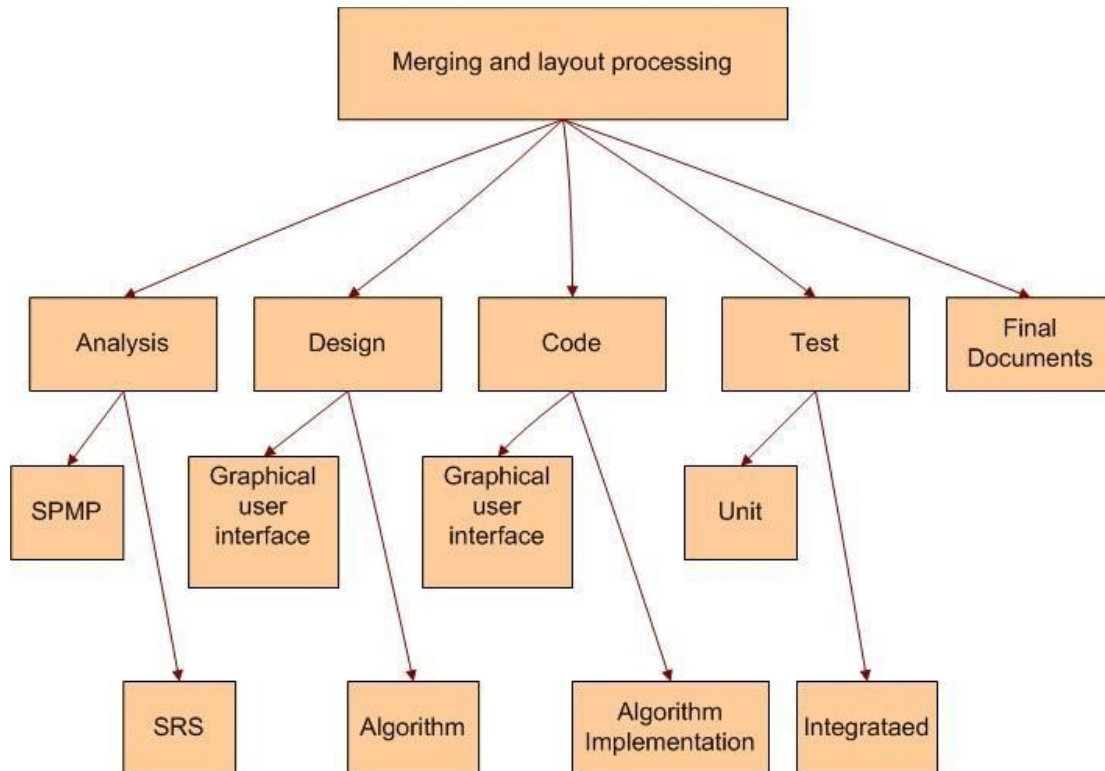 Merging and layout processing
Analysis
Design
Code
Test
Final
Documents
SPMP
Graphical
user
interface
Graphical
user
interface
Unit
SRS
Algorithm
Algorithm
Implementation
Integrataed